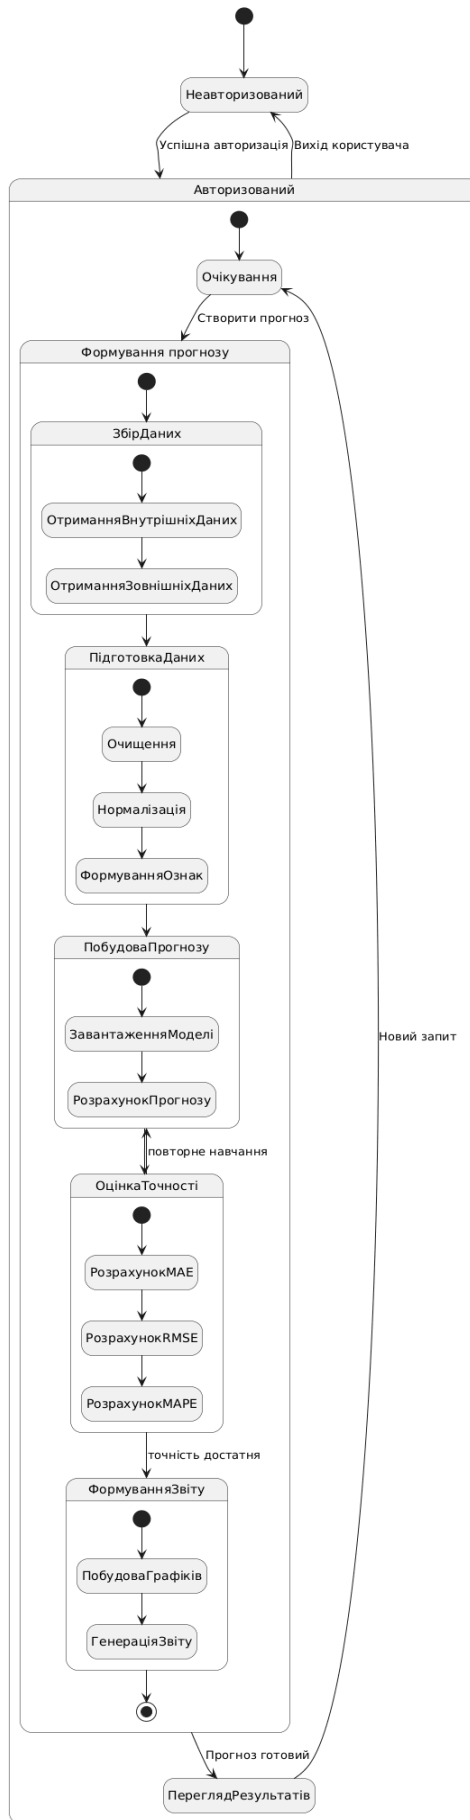 Неавторизований
Успішна авторизація
Вихід користувача
Авторизований
Очікування
Створити прогноз
Формування прогнозу
ЗбірДаних
ОтриманняВнутрішніхДаних
ОтриманняЗовнішніхДаних
ПідготовкаДаних
Очищення
Нормалізація
ФормуванняОзнак
ПобудоваПрогнозу
ЗавантаженняМоделі
Новий запит
РозрахунокПрогнозу
повторне навчання
ОцінкаТочності
РозрахунокMAE
РозрахунокRMSE
РозрахунокMAPE
точність достатня
ФормуванняЗвіту
ПобудоваГрафіків
ГенераціяЗвіту
Прогноз готовий
ПереглядРезультатів